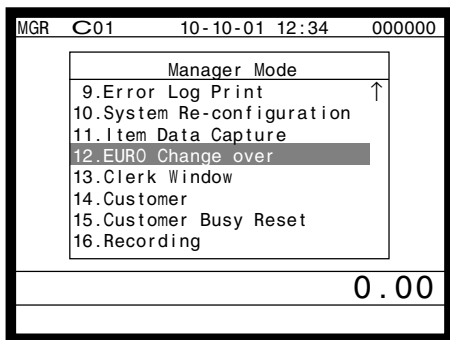 MGR C01 10-10-01 12:34 000000
Manager Mode
9.Error Log Print ↑
10.System Re-configuration
11.Item Data Capture
12.EURO Change over
13.Clerk Window
14.Customer
15.Customer Busy Reset
16.Recording
0.00